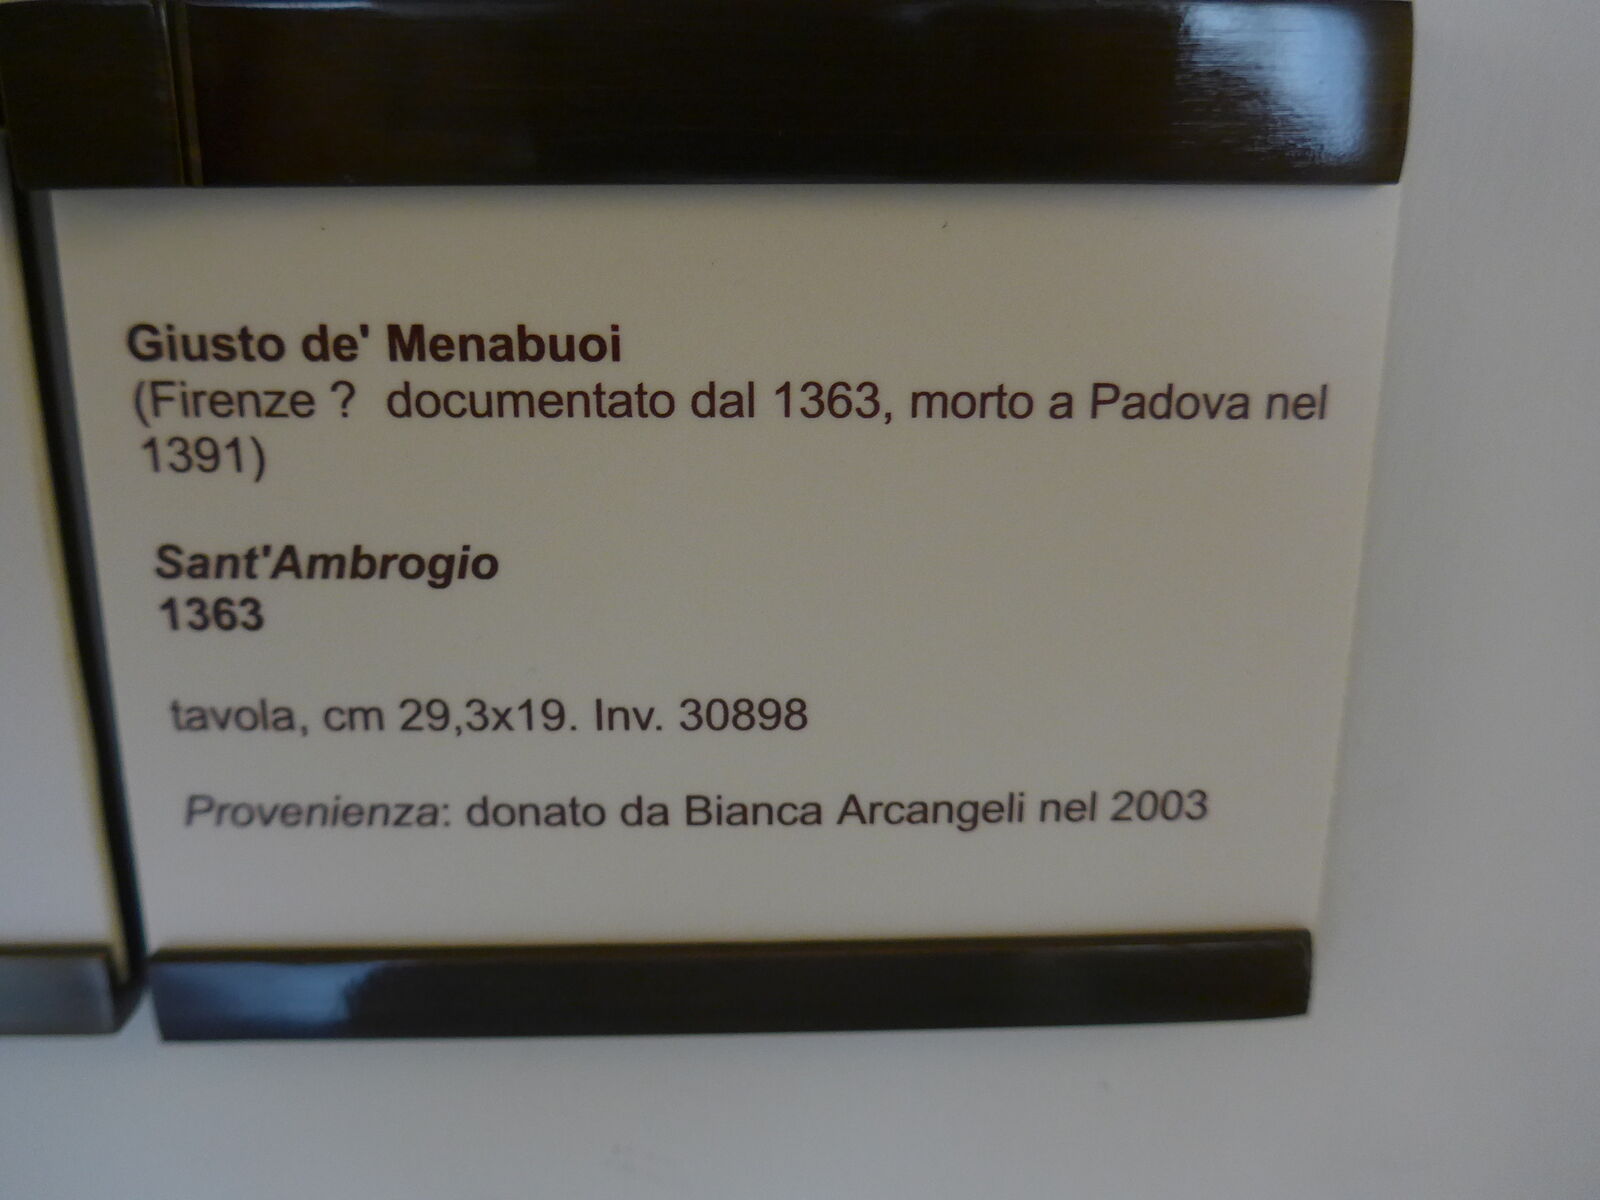 Giusto de' Menabuoi
(Firenze ? documentato dal 1363, morto a Padova nel
1391)
Sant'Ambrogio
1363
tavola, cm 29,3x19. Inv. 30898
Provenienza: donato da Bianca Arcangeli nel 2003